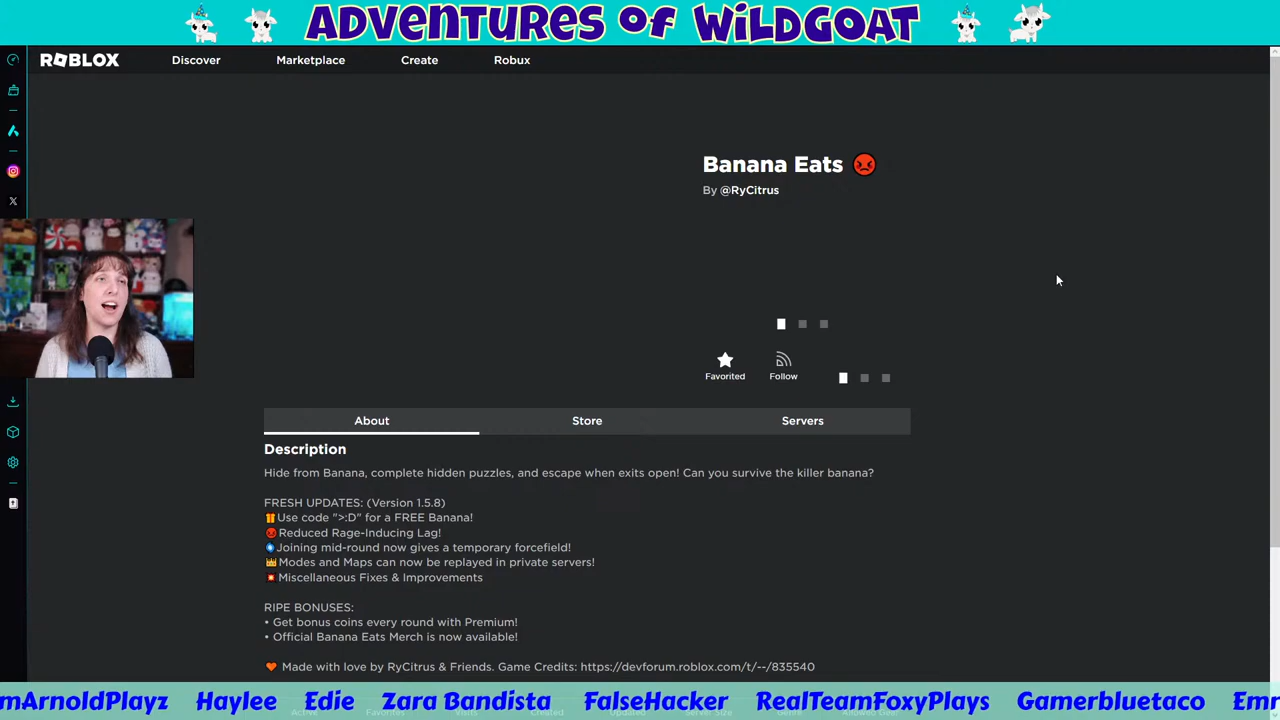 ADVENTURES OF WILDGOAT
ROBLOX
Discover
Marketplace
Create
Robux
Banana Eats
By @RyCitrus
Favorited
Follow
About
Store
Servers
Description
Hide from Banana, complete hidden puzzles, and escape when exits open! Can you survive the killer banana?
FRESH UPDATES: (Version 1.5.8)
Use code ">:D" for a FREE Banana!
Reduced Rage-Inducing Lag!
Joining mid-round now gives a temporary forcefield!
Modes and Maps can now be replayed in private servers!
Miscellaneous Fixes & Improvements
RIPE BONUSES:
• Get bonus coins every round with Premium!
• Official Banana Eats Merch is now available!
Made with love by RyCitrus & Friends. Game Credits: https://devforum.roblox.com/t/--/835540
mArnoldPlayz Haylee Edie Zara Bandista FalseHacker RealTeamFoxyPlays Gamerbluetaco Em